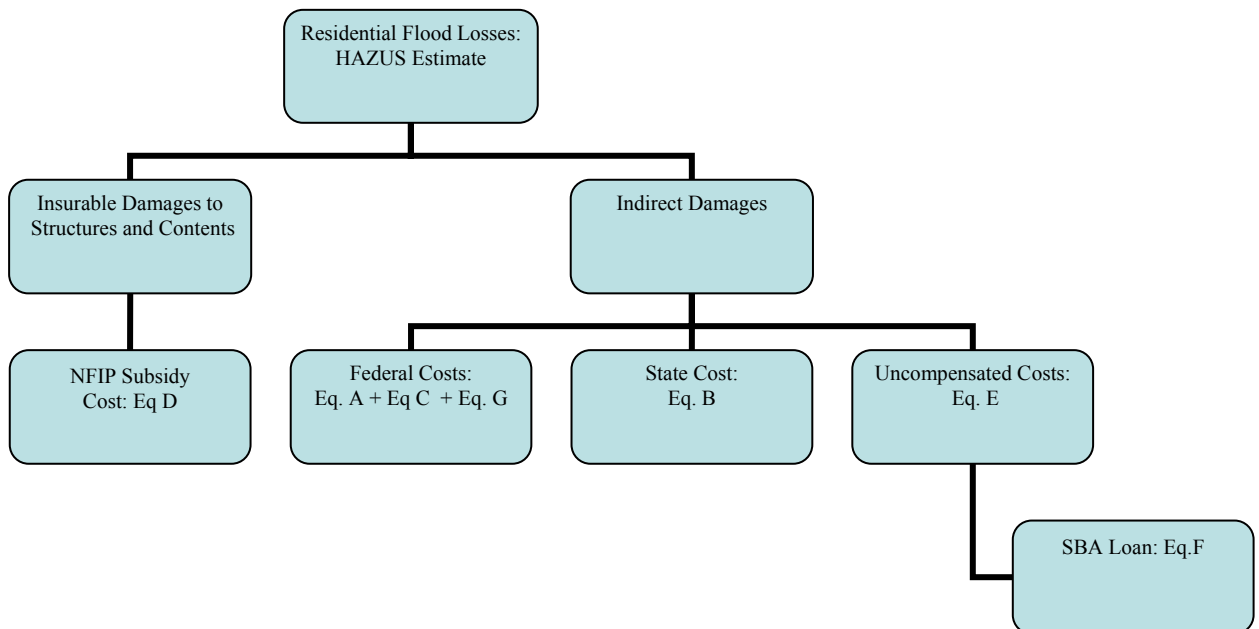 Residential Flood Losses:
HAZUS Estimate
Insurable Damages to
Structures and Contents
Indirect Damages
NFIP Subsidy
Cost: Eq D
Federal Costs:
Eq. A + Eq C + Eq. G
State Cost:
Eq. B
Uncompensated Costs:
Eq. E
SBA Loan: Eq.F